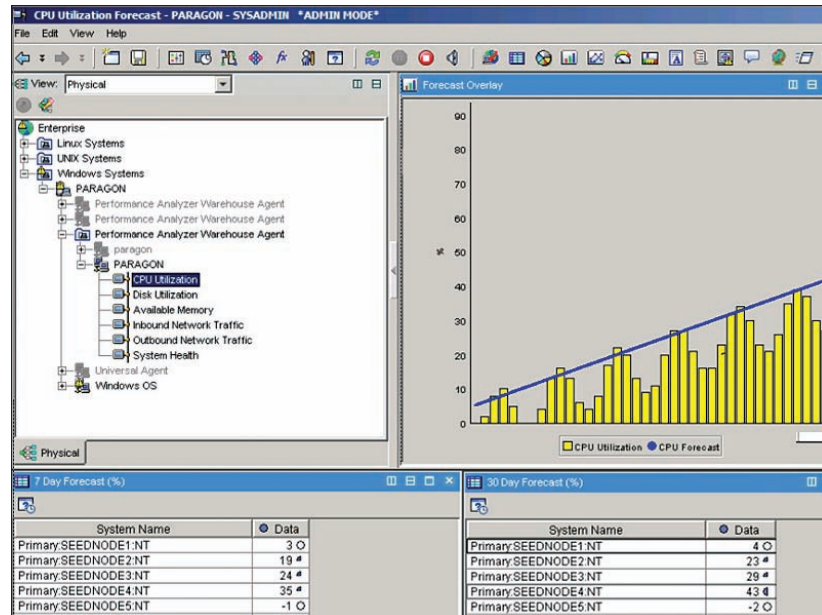 CPU Utilization Forecast - PARAGON - SYSADMIN *ADMIN MODE*
File Edit View Help
View: Physical
Enterprise
Linux Systems
UNIX Systems
Windows Systems
PARAGON
Performance Analyzer Warehouse Agent
Performance Analyzer Warehouse Agent
Performance Analyzer Warehouse Agent
paragon
PARAGON
CPU Utilization
Disk Utilization
Available Memory
Inbound Network Traffic
Outbound Network Traffic
System Health
Universal Agent
Windows OS
Physical
Forecast Overlay
90
80
70
60
%
50
40
30
20
10
0
CPU Utilization CPU Forecast
7 Day Forecast (%)
System Name Data
Primary:SEEDNODE1:NT 3
Primary:SEEDNODE2:NT 19
Primary:SEEDNODE3:NT 24
Primary:SEEDNODE4:NT 35
Primary:SEEDNODE5:NT -1
30 Day Forecast (%)
System Name Data
Primary:SEEDNODE1:NT 4
Primary:SEEDNODE2:NT 23
Primary:SEEDNODE3:NT 29
Primary:SEEDNODE4:NT 43
Primary:SEEDNODE5:NT -2